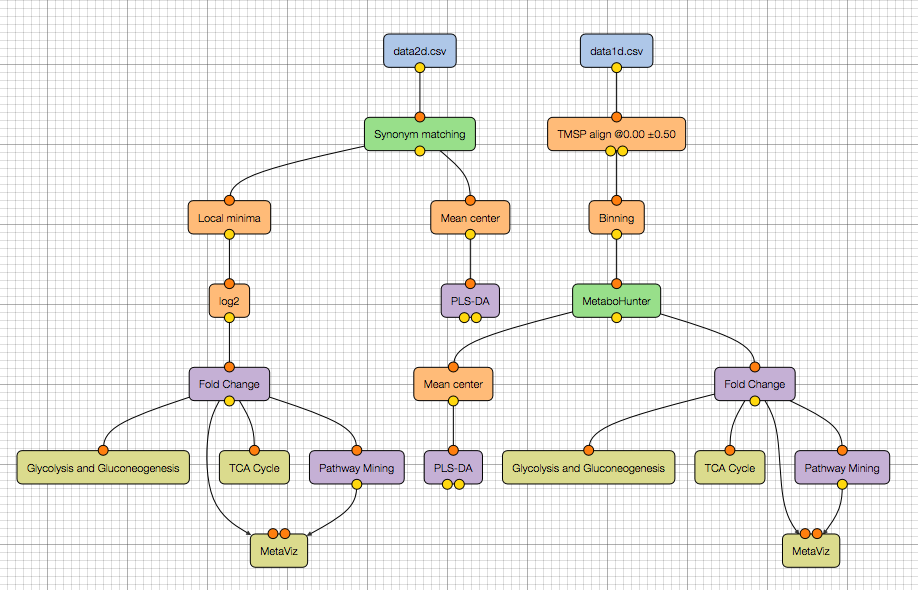 data2d.csv
data1d.csv
Synonym matching
TMSP align @0.00 ±0.50
Local minima
Mean center
Binning
log2
PLS-DA
MetaboHunter
Fold Change
Mean center
Fold Change
Glycolysis and Gluconeogenesis
TCA Cycle
Pathway Mining
PLS-DA
Glycolysis and Gluconeogenesis
TCA Cycle
Pathway Mining
MetaViz
MetaViz